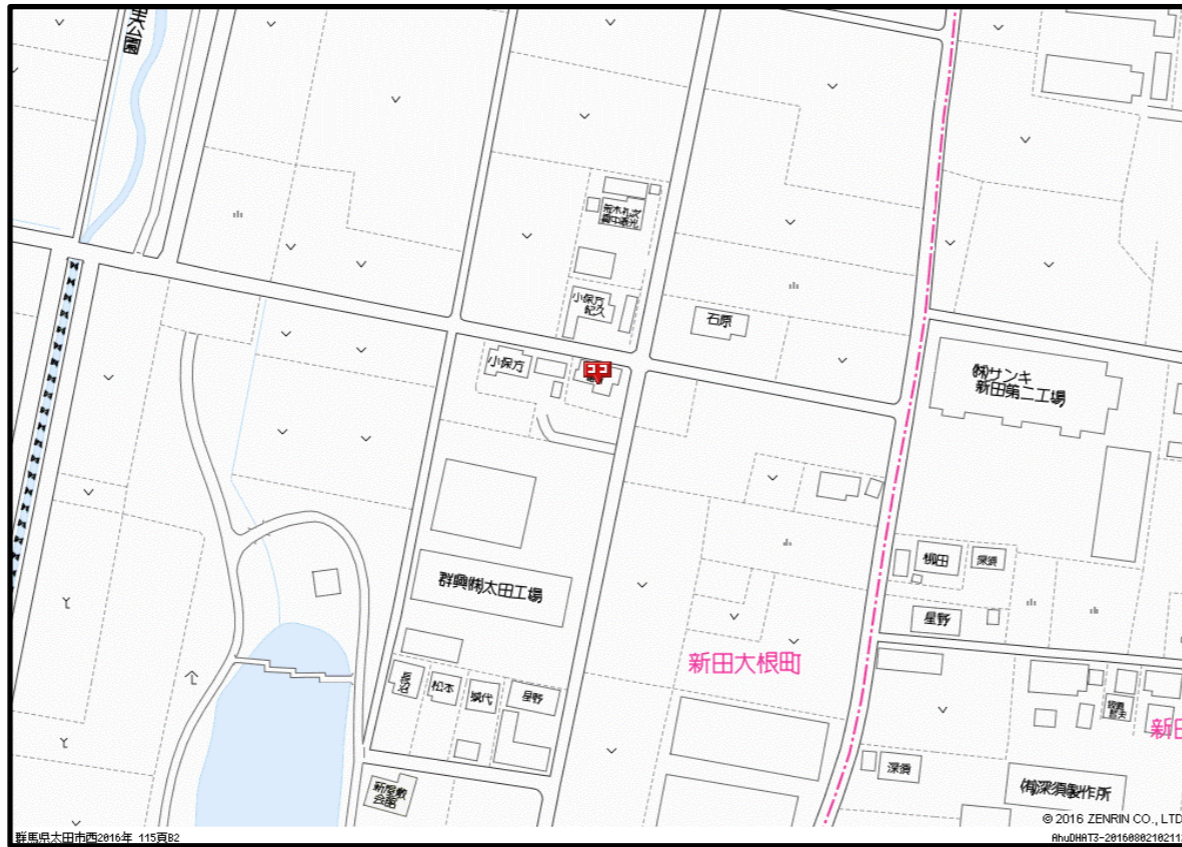 小保方
紀久
石原
小保方
ココ
㈱サンキ
新田第二工場
柳田
深須
群興㈱太田工場
星野
新田大根町
長沼
松本
星野
深須
新屋敷
会館
㈲深須製作所
© 2016 ZENRIN CO., LTD
群馬県太田市西2016年 115頁B2